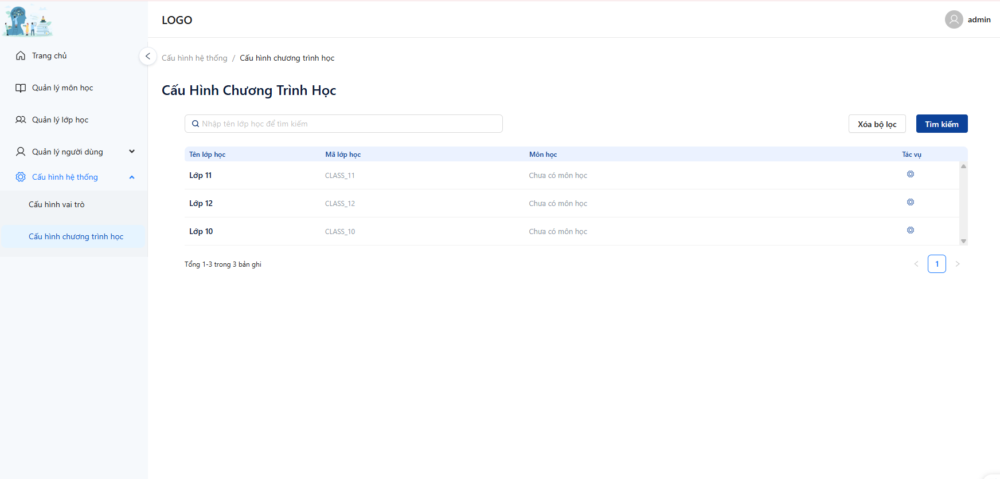 LOGO
admin
Trang chủ
Quản lý môn học
Quản lý lớp học
Quản lý người dùng
Cấu hình hệ thống
Cấu hình vai trò
Cấu hình chương trình học
Cấu hình hệ thống / Cấu hình chương trình học
Cấu Hình Chương Trình Học
Nhập tên lớp học để tìm kiếm
Xóa bộ lọc
Tìm kiếm
Tên lớp học Mã lớp học Môn học Tác vụ
Lớp 11 CLASS_11 Chưa có môn học
Lớp 12 CLASS_12 Chưa có môn học
Lớp 10 CLASS_10 Chưa có môn học
Tổng 1-3 trong 3 bản ghi
1